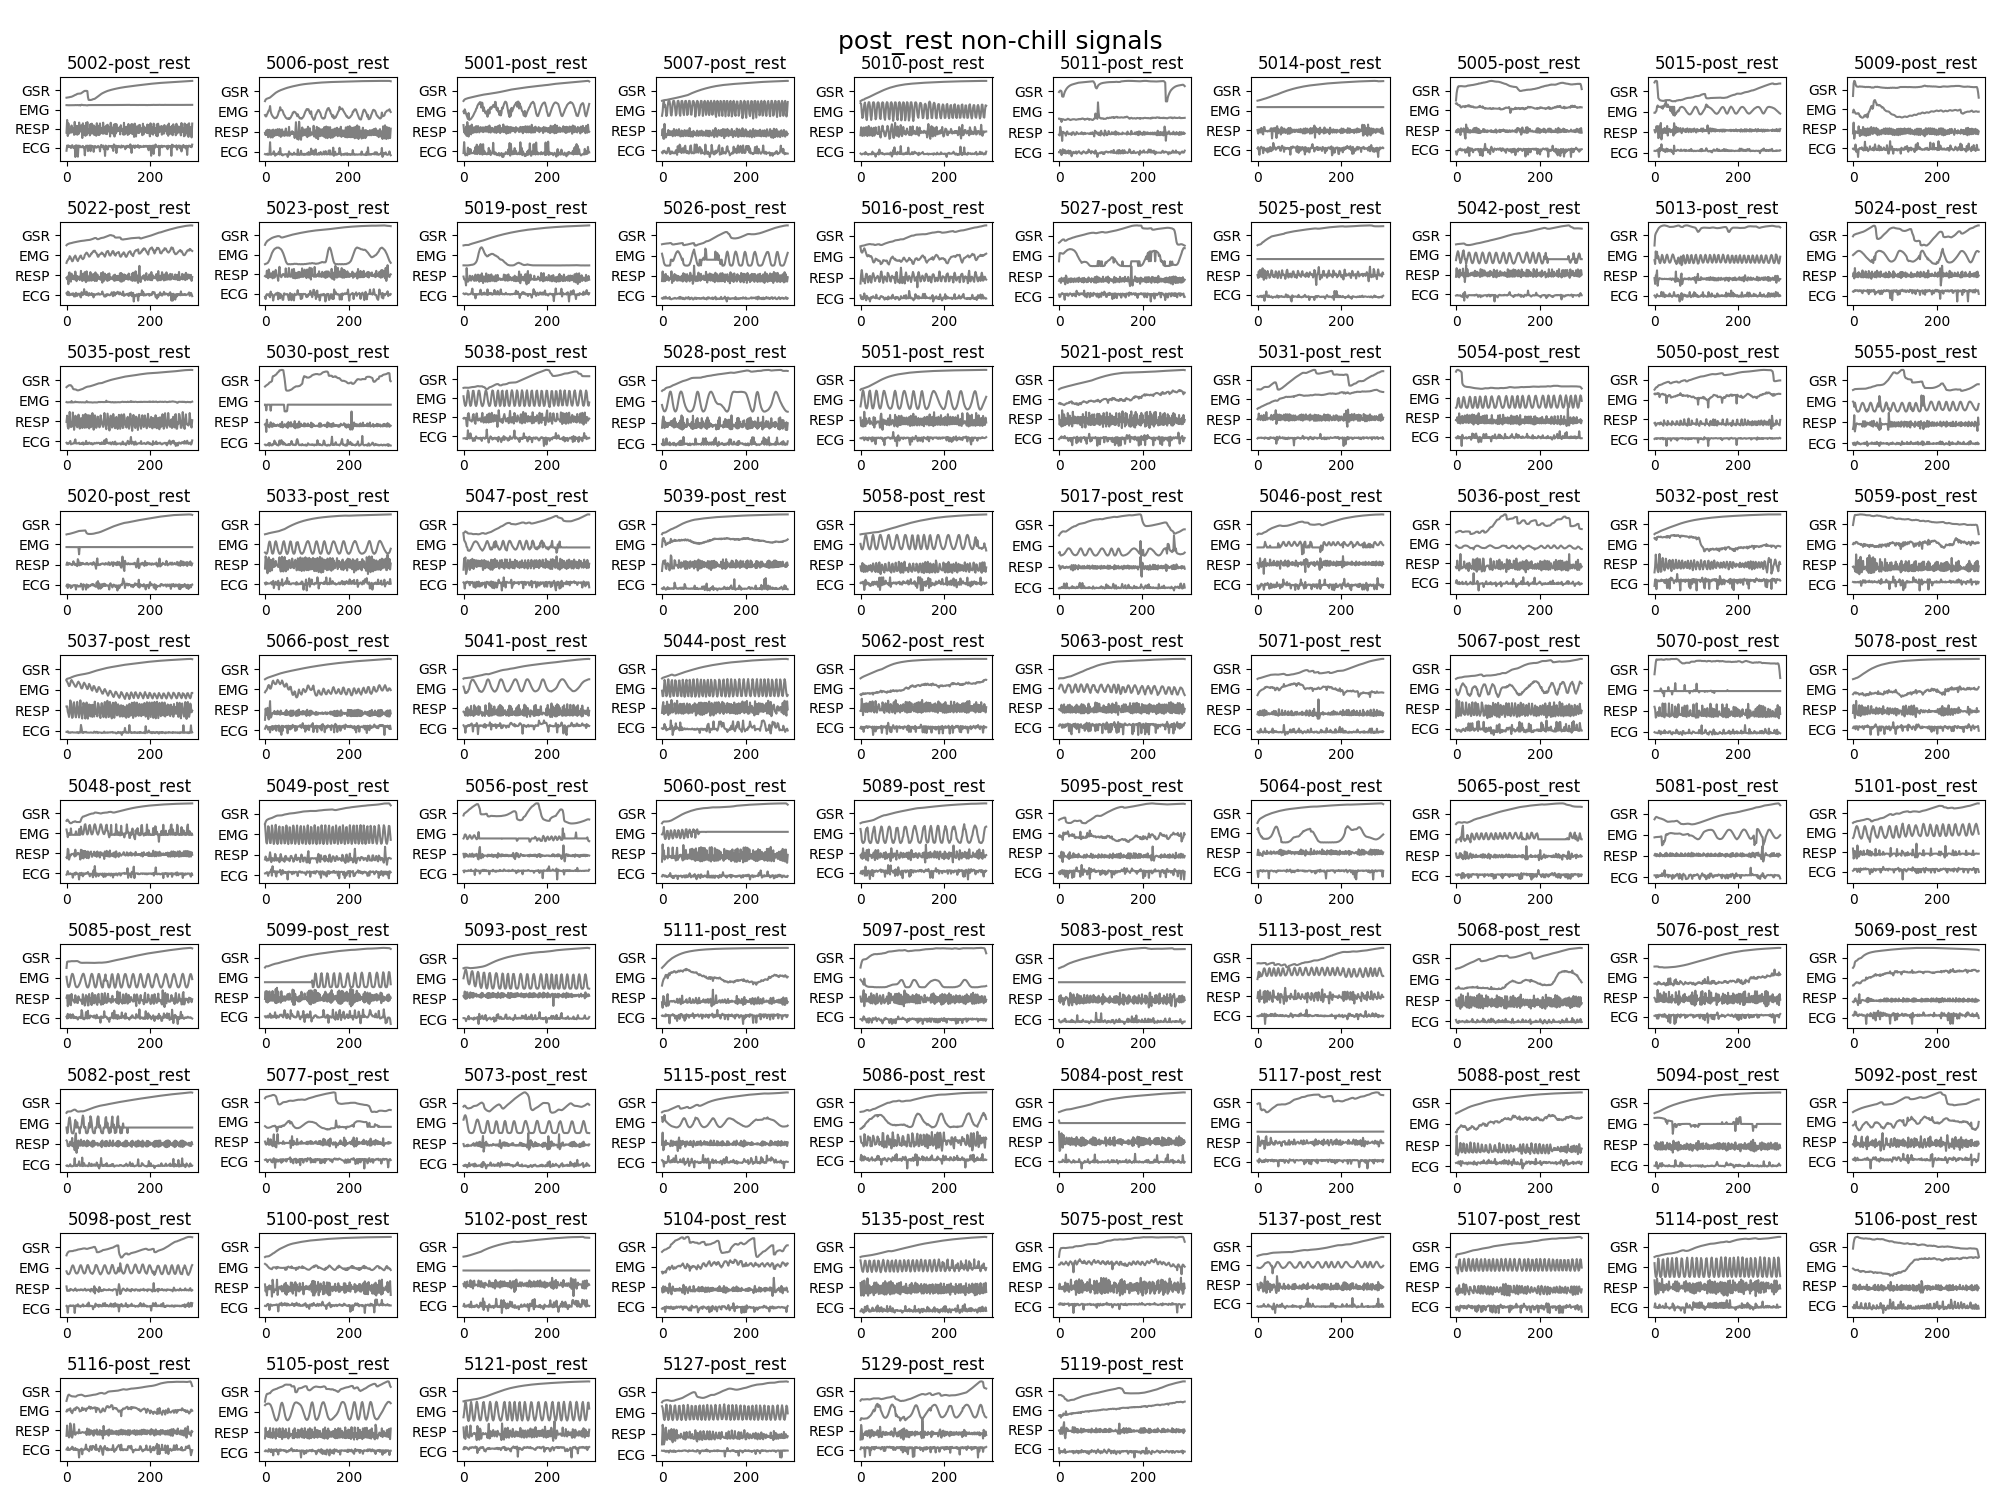 post_rest non-chill signals
5002-post_rest 5006-post_rest 5001-post_rest 5007-post_rest 5010-post_rest 5011-post_rest 5014-post_rest 5005-post_rest 5015-post_rest 5009-post_rest
GSR GSR GSR GSR GSR GSR GSR GSR GSR GSR
EMG EMG EMG EMG EMG EMG EMG EMG EMG EMG
RESP RESP RESP RESP RESP RESP RESP RESP RESP RESP
ECG ECG ECG ECG ECG ECG ECG ECG ECG ECG
0 200 0 200 0 200 0 200 0 200 0 200 0 200 0 200 0 200 0 200
5022-post_rest 5023-post_rest 5019-post_rest 5026-post_rest 5016-post_rest 5027-post_rest 5025-post_rest 5042-post_rest 5013-post_rest 5024-post_rest
GSR GSR GSR GSR GSR GSR GSR GSR GSR GSR
EMG EMG EMG EMG EMG EMG EMG EMG EMG EMG
RESP RESP RESP RESP RESP RESP RESP RESP RESP RESP
ECG ECG ECG ECG ECG ECG ECG ECG ECG ECG
0 200 0 200 0 200 0 200 0 200 0 200 0 200 0 200 0 200 0 200
5035-post_rest 5030-post_rest 5038-post_rest 5028-post_rest 5051-post_rest 5021-post_rest 5031-post_rest 5054-post_rest 5050-post_rest 5055-post_rest
GSR GSR GSR GSR GSR GSR GSR GSR GSR GSR
EMG EMG EMG EMG EMG EMG EMG EMG EMG EMG
RESP RESP RESP RESP RESP RESP RESP RESP RESP RESP
ECG ECG ECG ECG ECG ECG ECG ECG ECG ECG
0 200 0 200 0 200 0 200 0 200 0 200 0 200 0 200 0 200 0 200
5020-post_rest 5033-post_rest 5047-post_rest 5039-post_rest 5058-post_rest 5017-post_rest 5046-post_rest 5036-post_rest 5032-post_rest 5059-post_rest
GSR GSR GSR GSR GSR GSR GSR GSR GSR GSR
EMG EMG EMG EMG EMG EMG EMG EMG EMG EMG
RESP RESP RESP RESP RESP RESP RESP RESP RESP RESP
ECG ECG ECG ECG ECG ECG ECG ECG ECG ECG
0 200 0 200 0 200 0 200 0 200 0 200 0 200 0 200 0 200 0 200
5037-post_rest 5066-post_rest 5041-post_rest 5044-post_rest 5062-post_rest 5063-post_rest 5071-post_rest 5067-post_rest 5070-post_rest 5078-post_rest
GSR GSR GSR GSR GSR GSR GSR GSR GSR GSR
EMG EMG EMG EMG EMG EMG EMG EMG EMG EMG
RESP RESP RESP RESP RESP RESP RESP RESP RESP RESP
ECG ECG ECG ECG ECG ECG ECG ECG ECG ECG
0 200 0 200 0 200 0 200 0 200 0 200 0 200 0 200 0 200 0 200
5048-post_rest 5049-post_rest 5056-post_rest 5060-post_rest 5089-post_rest 5095-post_rest 5064-post_rest 5065-post_rest 5081-post_rest 5101-post_rest
GSR GSR GSR GSR GSR GSR GSR GSR GSR GSR
EMG EMG EMG EMG EMG EMG EMG EMG EMG EMG
RESP RESP RESP RESP RESP RESP RESP RESP RESP RESP
ECG ECG ECG ECG ECG ECG ECG ECG ECG ECG
0 200 0 200 0 200 0 200 0 200 0 200 0 200 0 200 0 200 0 200
5085-post_rest 5099-post_rest 5093-post_rest 5111-post_rest 5097-post_rest 5083-post_rest 5113-post_rest 5068-post_rest 5076-post_rest 5069-post_rest
GSR GSR GSR GSR GSR GSR GSR GSR GSR GSR
EMG EMG EMG EMG EMG EMG EMG EMG EMG EMG
RESP RESP RESP RESP RESP RESP RESP RESP RESP RESP
ECG ECG ECG ECG ECG ECG ECG ECG ECG ECG
0 200 0 200 0 200 0 200 0 200 0 200 0 200 0 200 0 200 0 200
5082-post_rest 5077-post_rest 5073-post_rest 5115-post_rest 5086-post_rest 5084-post_rest 5117-post_rest 5088-post_rest 5094-post_rest 5092-post_rest
GSR GSR GSR GSR GSR GSR GSR GSR GSR GSR
EMG EMG EMG EMG EMG EMG EMG EMG EMG EMG
RESP RESP RESP RESP RESP RESP RESP RESP RESP RESP
ECG ECG ECG ECG ECG ECG ECG ECG ECG ECG
0 200 0 200 0 200 0 200 0 200 0 200 0 200 0 200 0 200 0 200
5098-post_rest 5100-post_rest 5102-post_rest 5104-post_rest 5135-post_rest 5075-post_rest 5137-post_rest 5107-post_rest 5114-post_rest 5106-post_rest
GSR GSR GSR GSR GSR GSR GSR GSR GSR GSR
EMG EMG EMG EMG EMG EMG EMG EMG EMG EMG
RESP RESP RESP RESP RESP RESP RESP RESP RESP RESP
ECG ECG ECG ECG ECG ECG ECG ECG ECG ECG
0 200 0 200 0 200 0 200 0 200 0 200 0 200 0 200 0 200 0 200
5116-post_rest 5105-post_rest 5121-post_rest 5127-post_rest 5129-post_rest 5119-post_rest
GSR GSR GSR GSR GSR GSR
EMG EMG EMG EMG EMG EMG
RESP RESP RESP RESP RESP RESP
ECG ECG ECG ECG ECG ECG
0 200 0 200 0 200 0 200 0 200 0 200